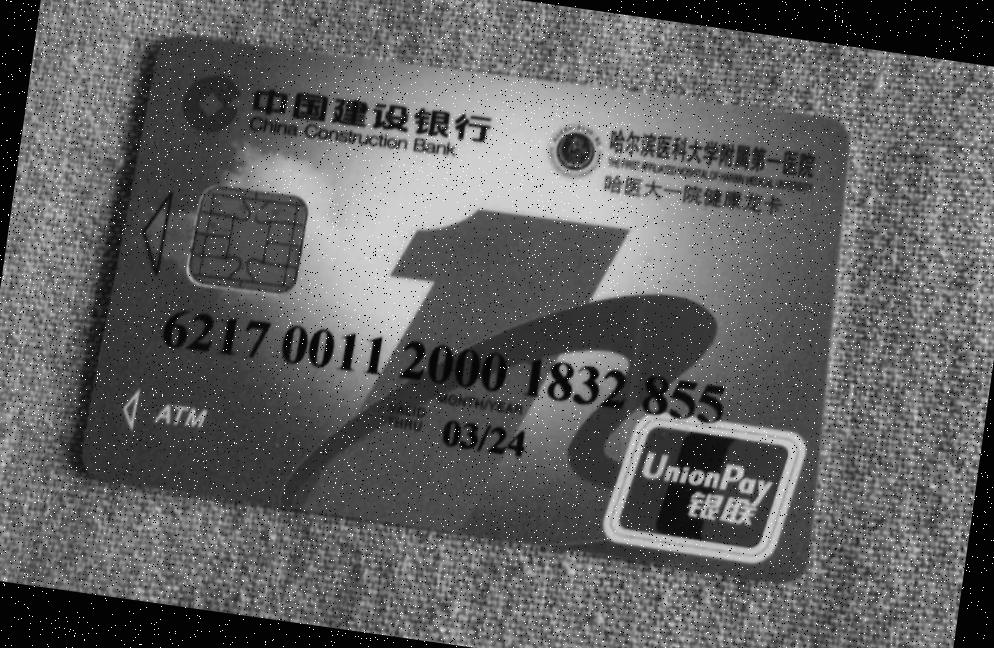 中国建设银行
China Construction Bank
哈尔滨医科大学附属第一医院
哈医大一院健康龙卡
6217 0011 2000 1832 855
MONTH/YEAR
VALID THRU
03/24
ATM
UnionPay
银联